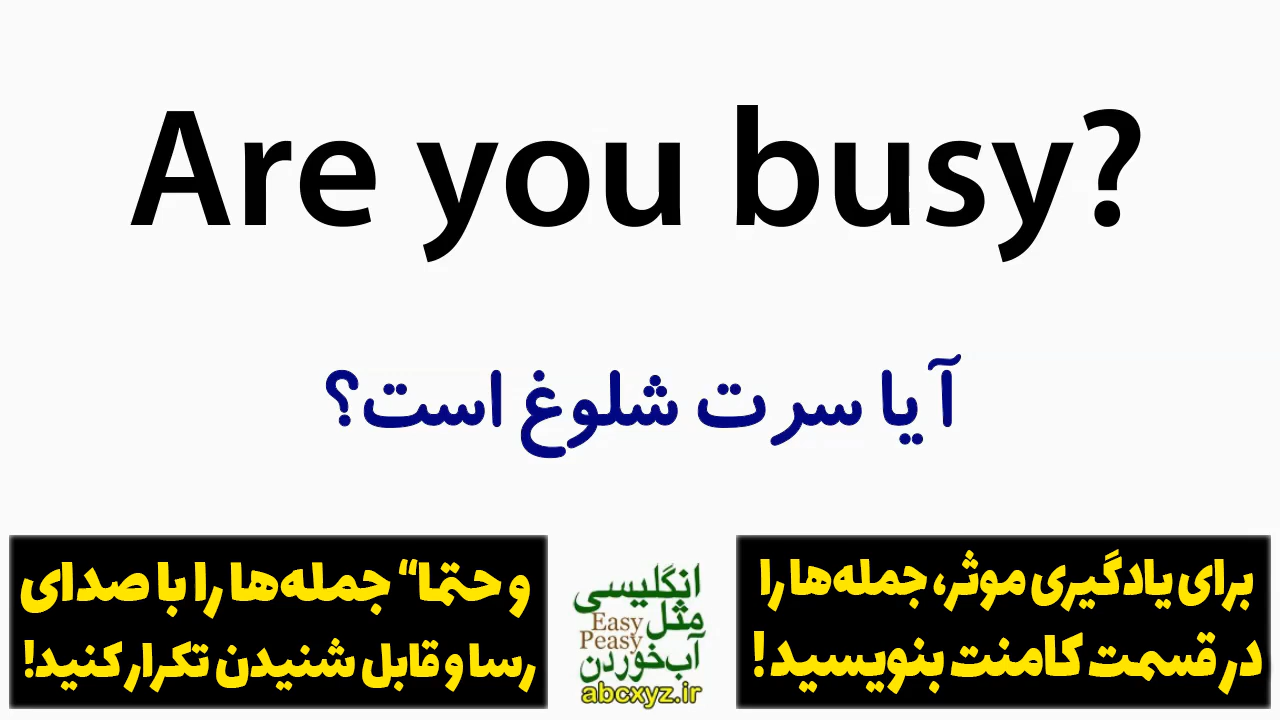 Are you busy?
آیا سرت شلوغ است؟
برای یادگیری موثر، جمله‌ها را
در قسمت کامنت بنویسید!
و حتما“ جمله‌ها را با صدای
رسا و قابل شنیدن تکرار کنید!
انگلیسی
مثل
Easy
Peasy
آب‌خوردن
abcxyz.ir